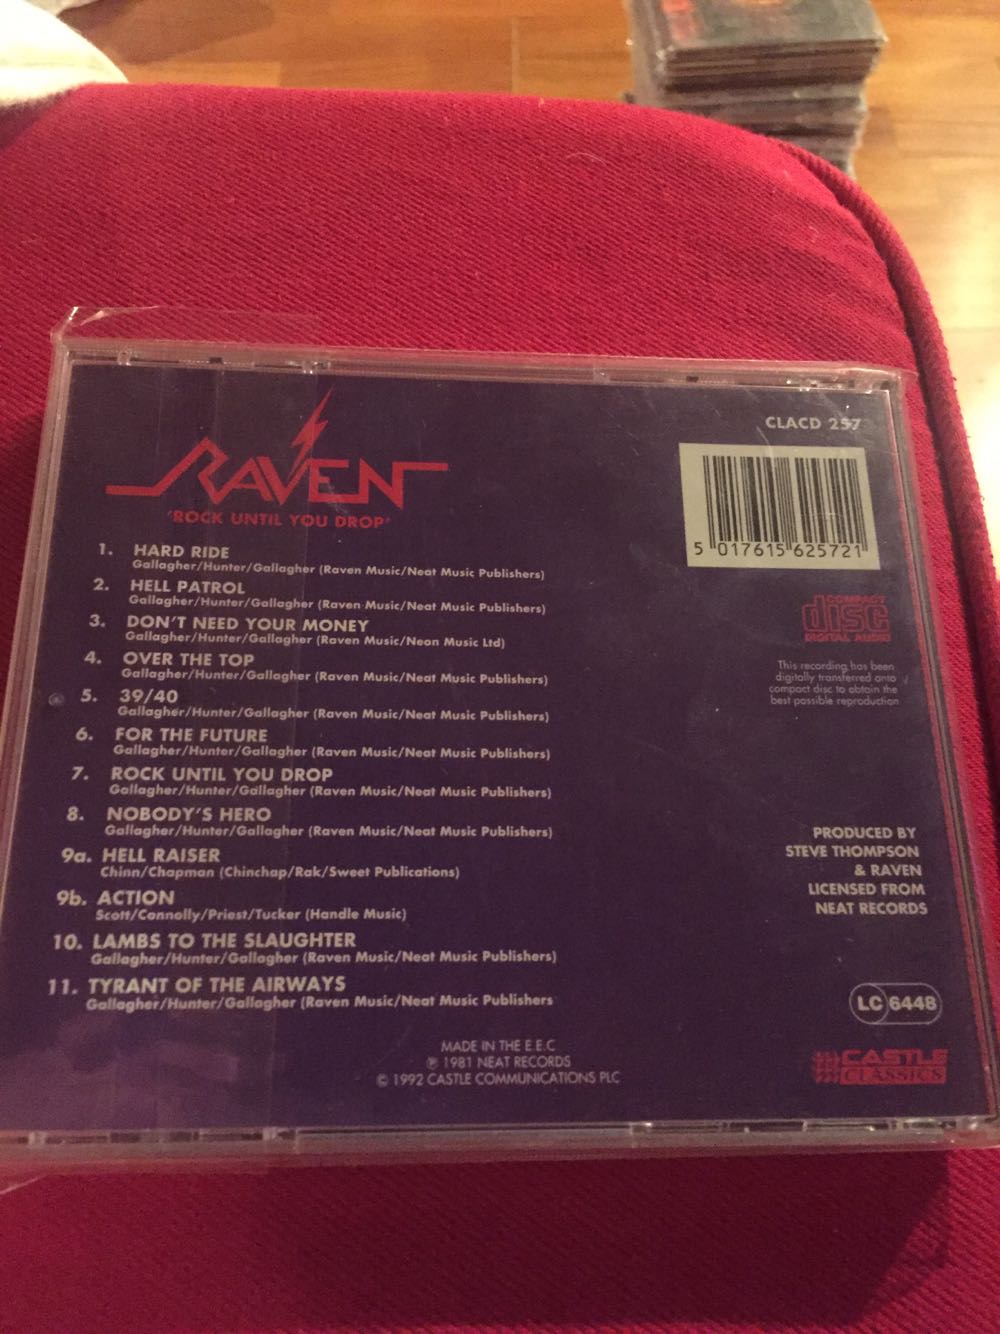 RAVEN
'ROCK UNTIL YOU DROP'
CLACD 257
5 017615 625721
1. HARD RIDE
Gallagher/Hunter/Gallagher (Raven Music/Neat Music Publishers)
2. HELL PATROL
Gallagher/Hunter/Gallagher (Raven Music/Neat Music Publishers)
3. DON'T NEED YOUR MONEY
Gallagher/Hunter/Gallagher (Raven Music/Neon Music Ltd)
4. OVER THE TOP
Gallagher/Hunter/Gallagher (Raven Music/Neat Music Publishers)
5. 39/40
Gallagher/Hunter/Gallagher (Raven Music/Neat Music Publishers)
6. FOR THE FUTURE
Gallagher/Hunter/Gallagher (Raven Music/Neat Music Publishers)
7. ROCK UNTIL YOU DROP
Gallagher/Hunter/Gallagher (Raven Music/Neat Music Publishers)
8. NOBODY'S HERO
Gallagher/Hunter/Gallagher (Raven Music/Neat Music Publishers)
9a. HELL RAISER
Chinn/Chapman (Chinchap/Rak/Sweet Publications)
9b. ACTION
Scott/Connolly/Priest/Tucker (Handle Music)
10. LAMBS TO THE SLAUGHTER
Gallagher/Hunter/Gallagher (Raven Music/Neat Music Publishers)
11. TYRANT OF THE AIRWAYS
Gallagher/Hunter/Gallagher (Raven Music/Neat Music Publishers
COMPACT
disc
DIGITAL AUDIO
This recording has been
digitally transferred onto
compact disc to obtain the
best possible reproduction
PRODUCED BY
STEVE THOMPSON
& RAVEN
LICENSED FROM
NEAT RECORDS
LC 6448
CASTLE
CLASSICS
MADE IN THE E.E.C
℗ 1981 NEAT RECORDS
© 1992 CASTLE COMMUNICATIONS PLC